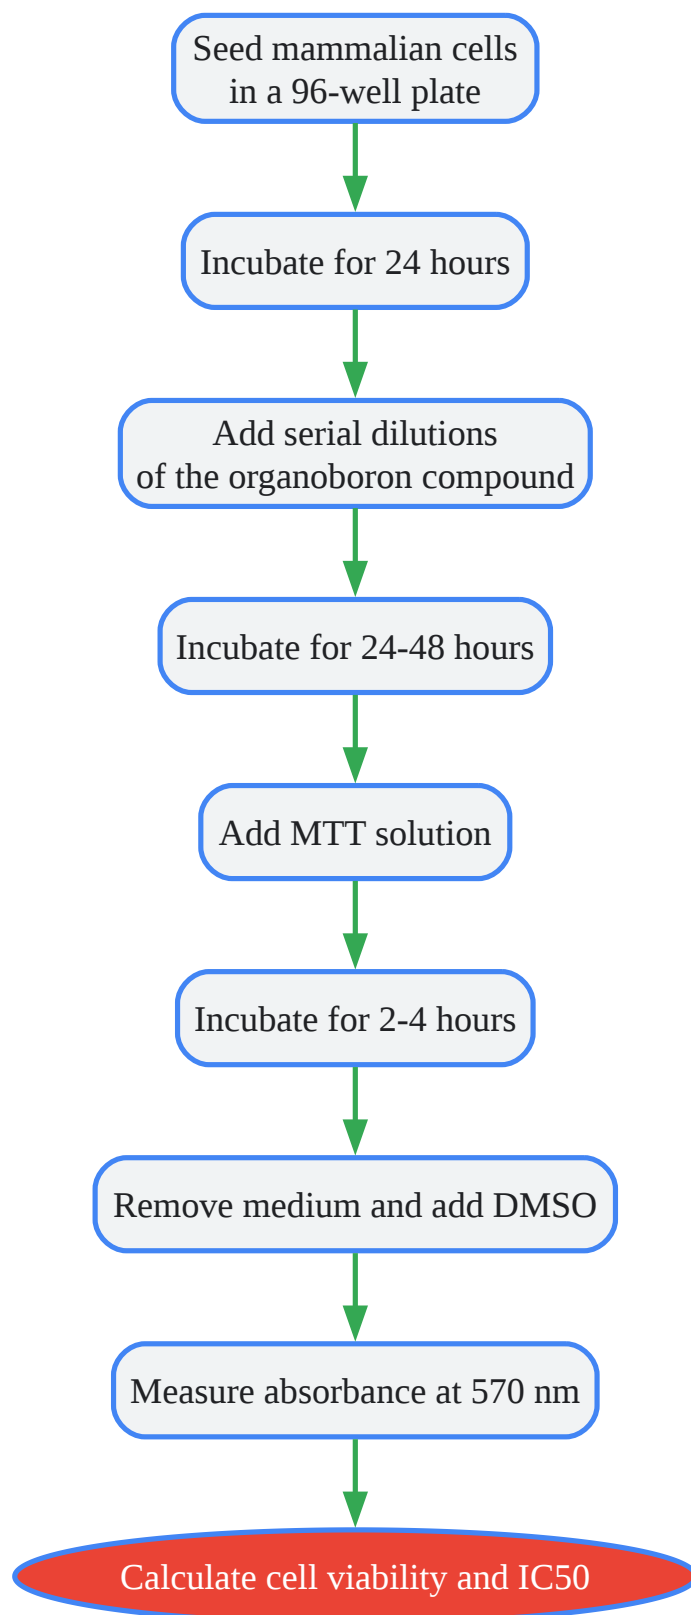 Seed mammalian cells
in a 96-well plate
Incubate for 24 hours
Add serial dilutions
of the organoboron compound
Incubate for 24-48 hours
Add MTT solution
Incubate for 2-4 hours
Remove medium and add DMSO
Measure absorbance at 570 nm
Calculate cell viability and IC50